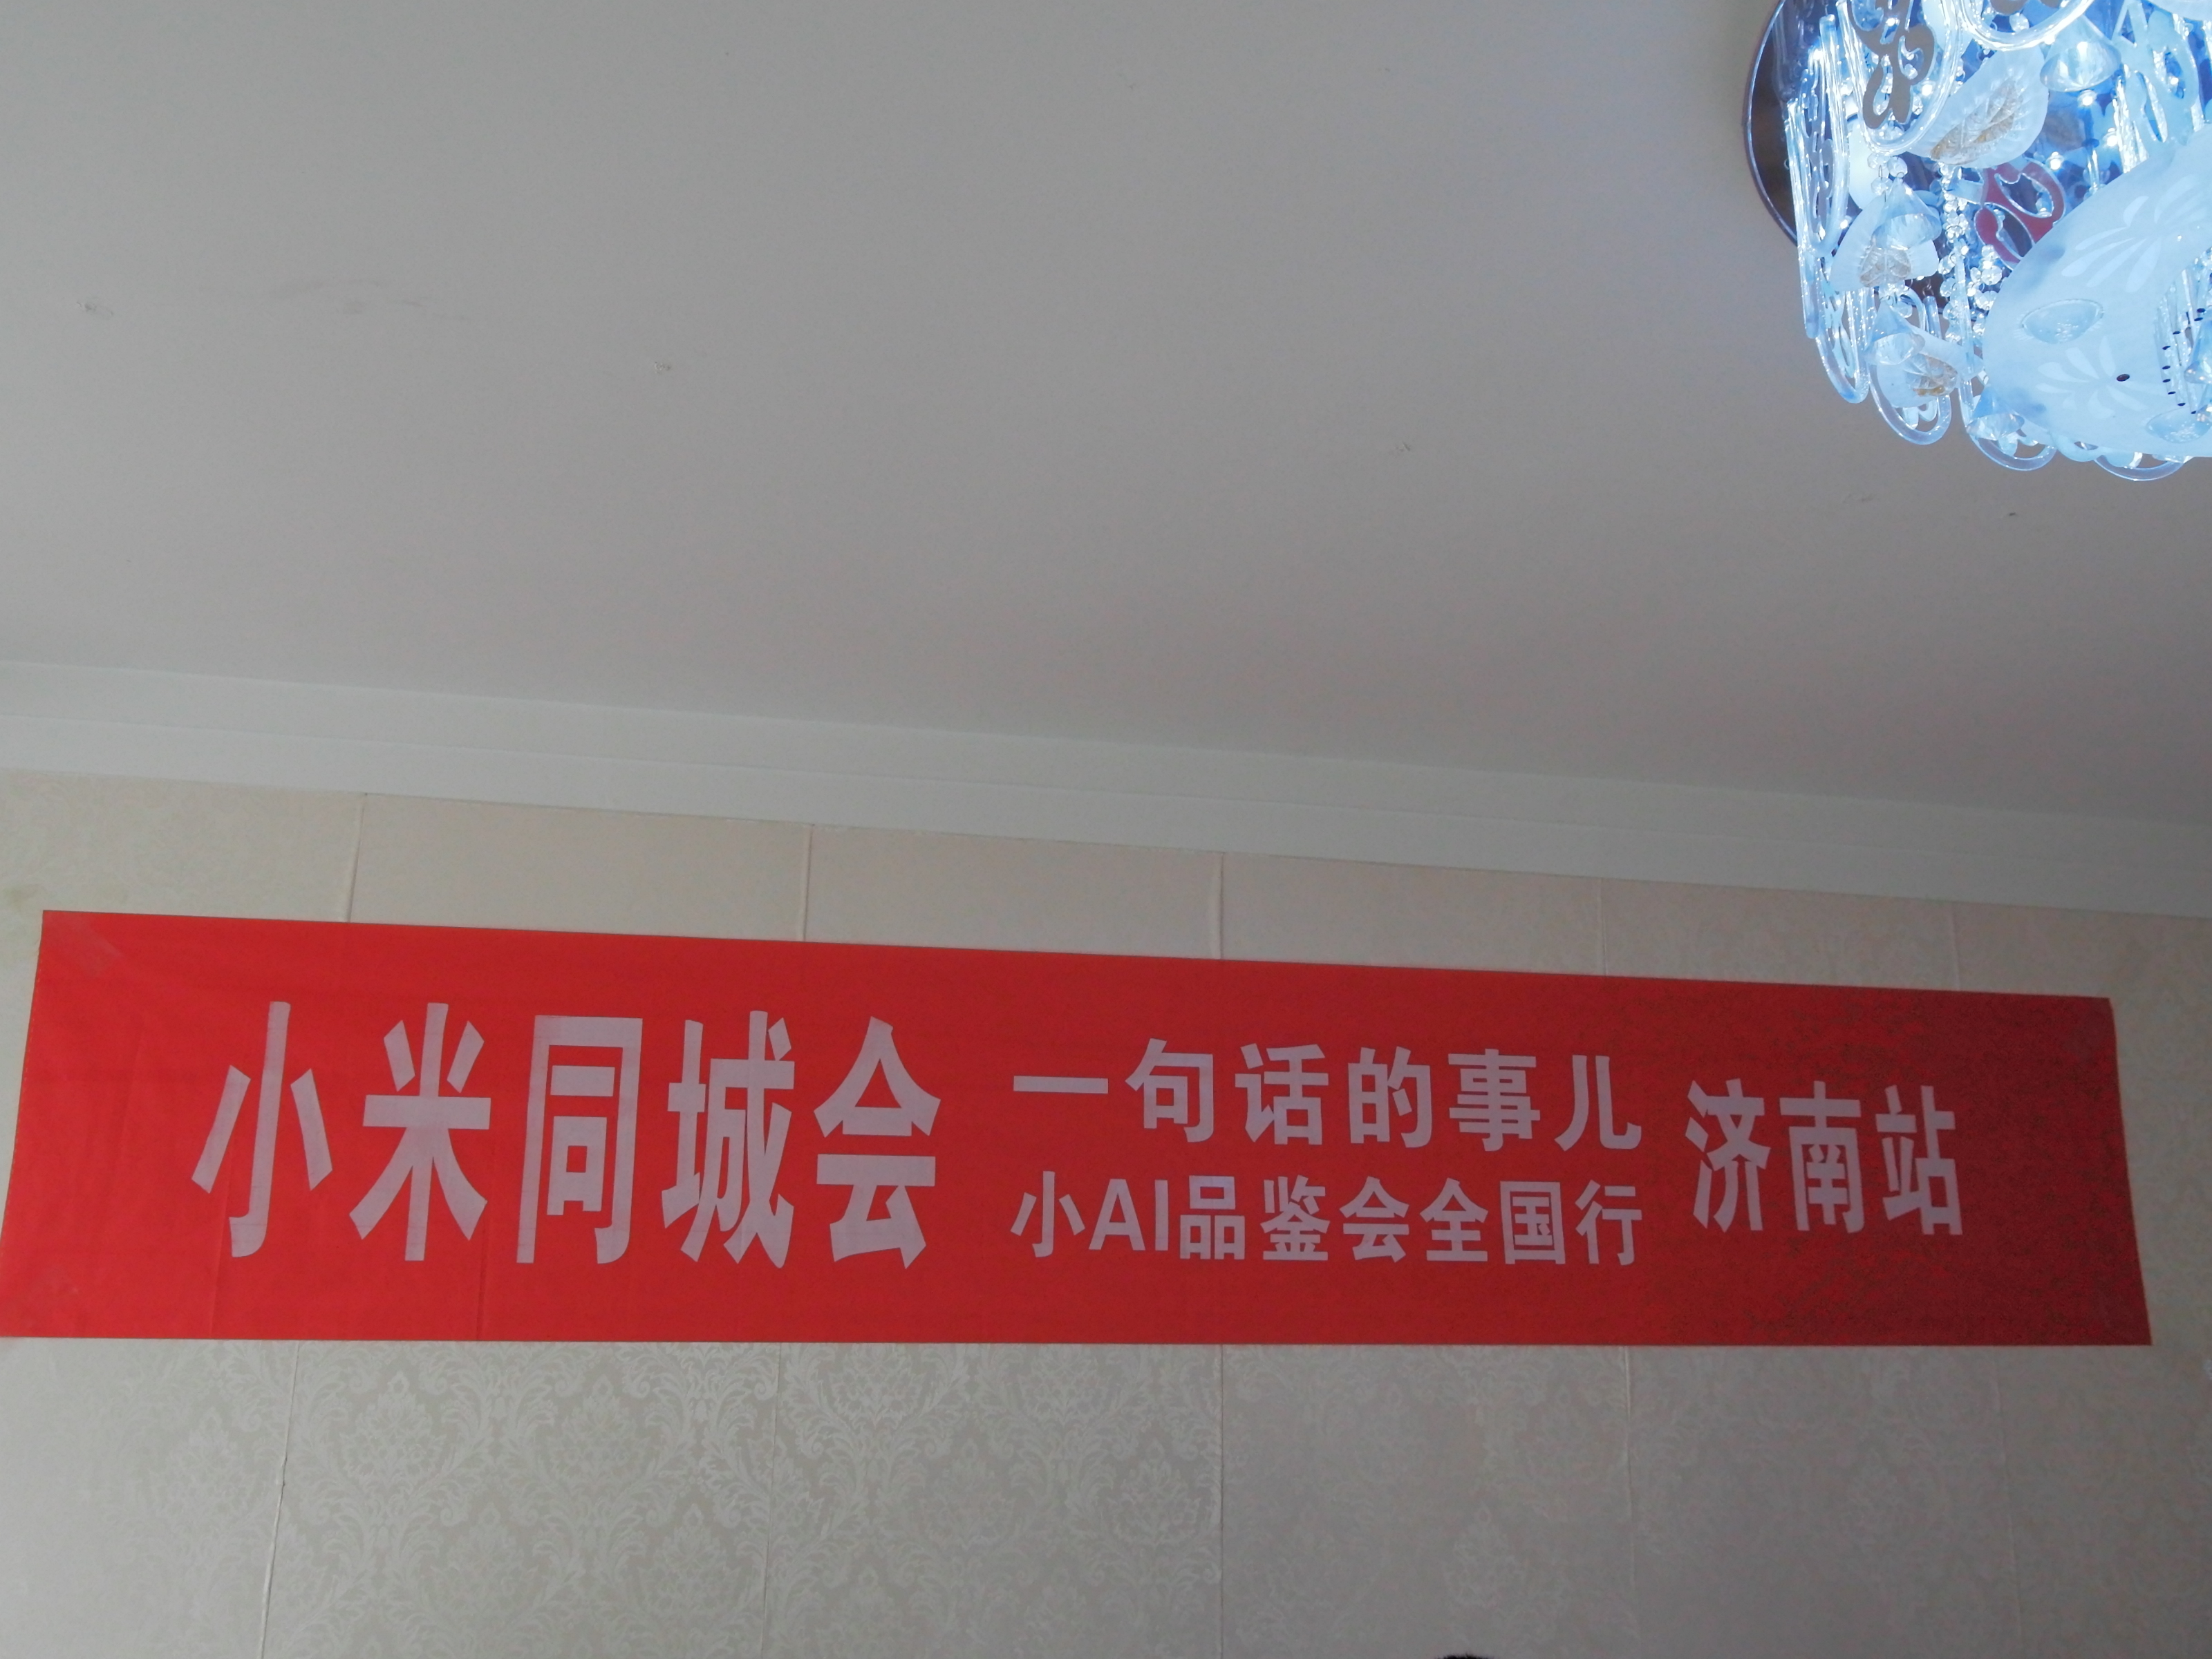 小米同城会
一句话的事儿
小AI品鉴会全国行
济南站